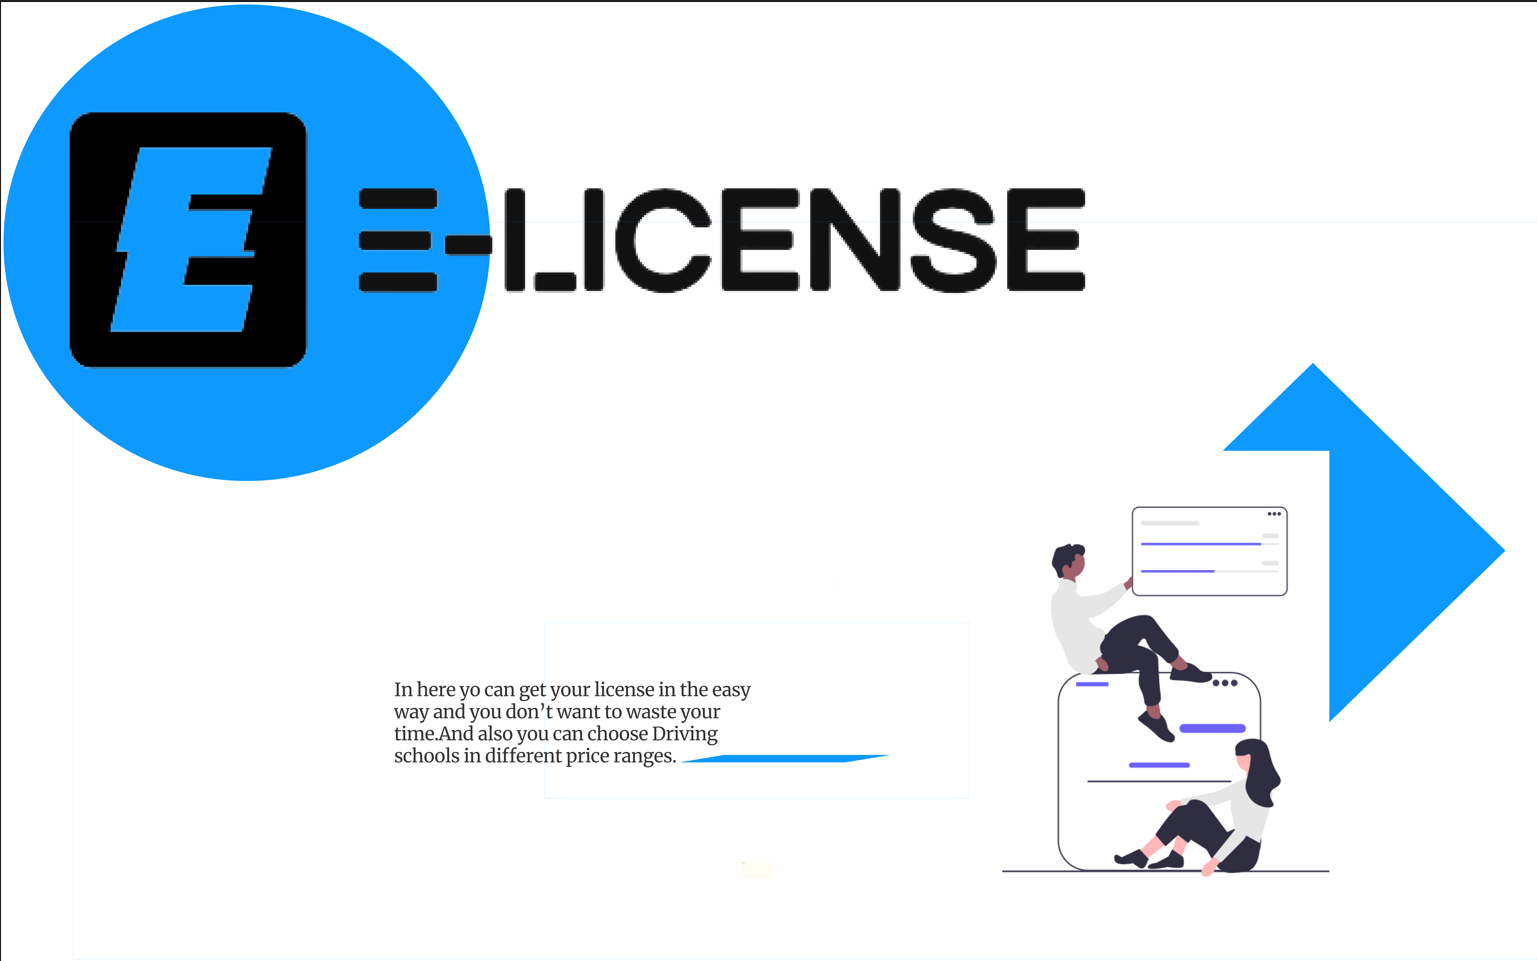 E
E-LICENSE
In here yo can get your license in the easy
way and you don’t want to waste your
time.And also you can choose Driving
schools in different price ranges.